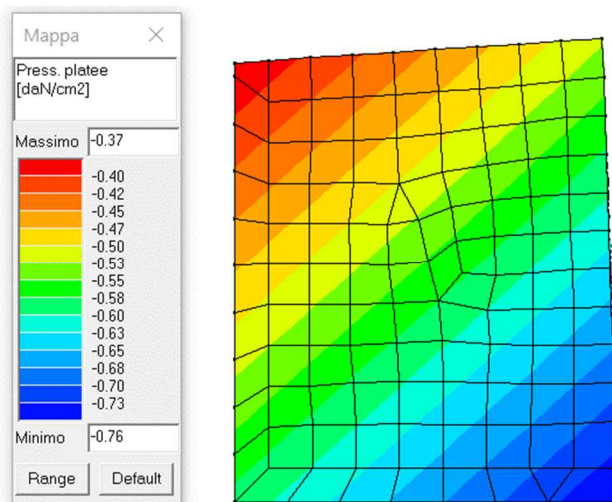 Mappa
Press. platee
[daN/cm2]
Massimo -0.37
-0.40
-0.42
-0.45
-0.47
-0.50
-0.53
-0.55
-0.58
-0.60
-0.63
-0.65
-0.68
-0.70
-0.73
Minimo -0.76
Range Default